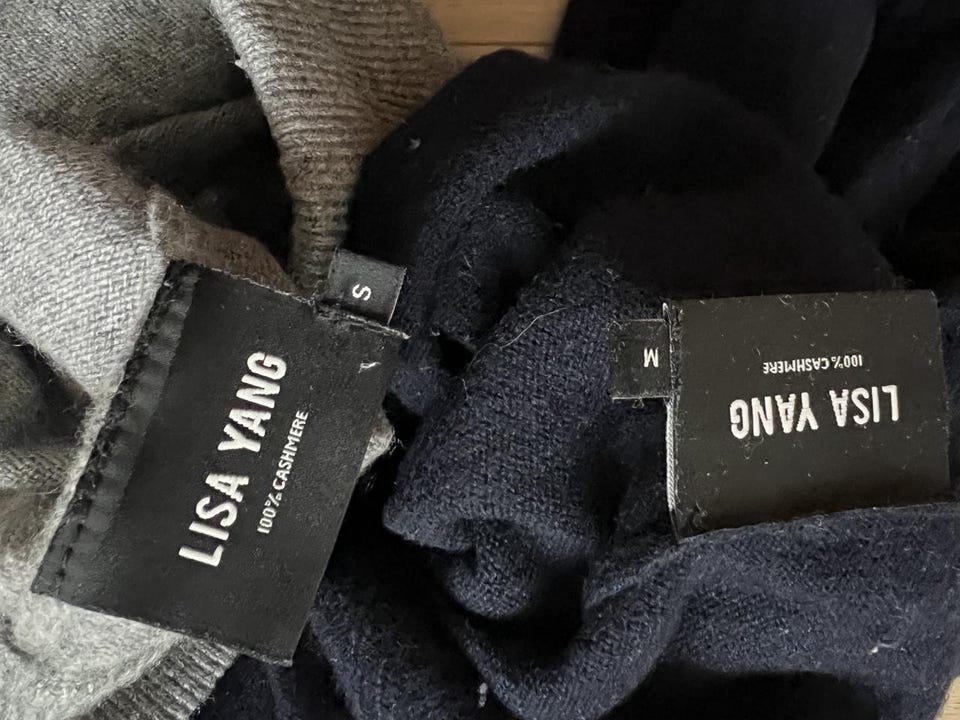 S
LISA YANG
100% CASHMERE
M
LISA YANG
100% CASHMERE